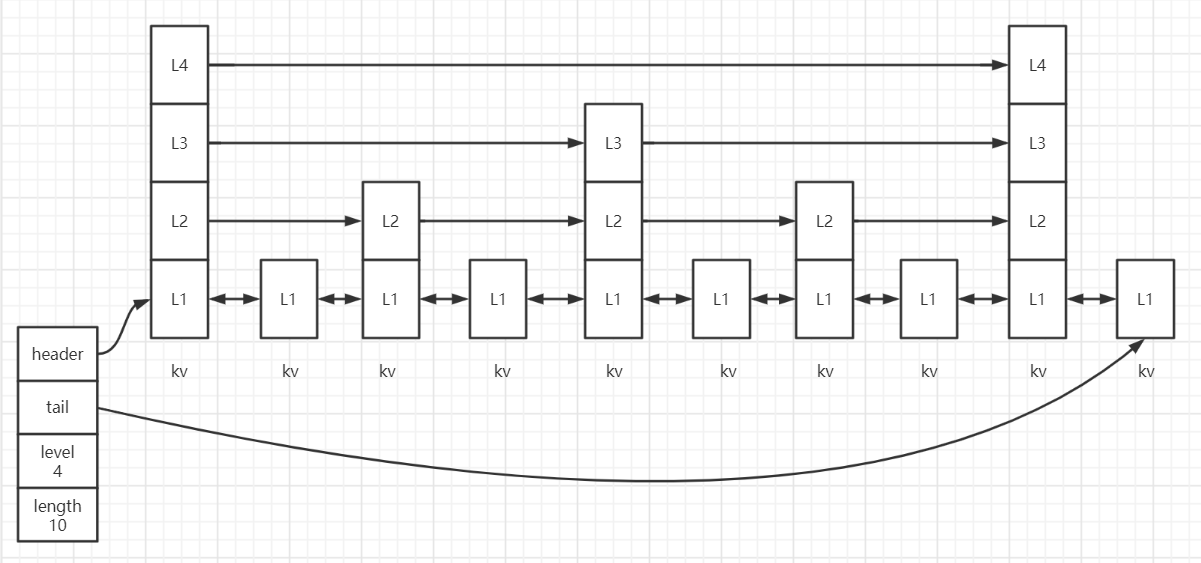 L4 L4
L3 L3 L3
L2 L2 L2 L2 L2
L1 L1 L1 L1 L1 L1 L1 L1 L1 L1
kv kv kv kv kv kv kv kv kv kv
header
tail
level
4
length
10